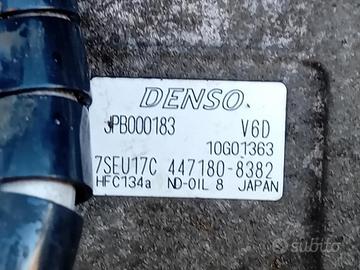 DENSO
JPB000183 V6D
10G01363
7SEU17C 447180-8382
HFC134a ND-OIL 8 JAPAN
subito